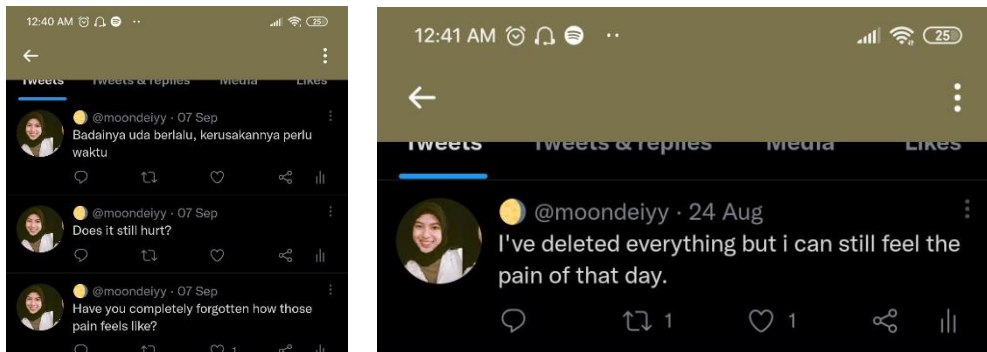 12:40 AM
25
Tweets Tweets & replies Media Likes
@moondeiyy · 07 Sep
Badainya uda berlalu, kerusakannya perlu
waktu
@moondeiyy · 07 Sep
Does it still hurt?
@moondeiyy · 07 Sep
Have you completely forgotten how those
pain feels like?
1
12:41 AM
25
Tweets Tweets & replies Media Likes
@moondeiyy · 24 Aug
I've deleted everything but i can still feel the
pain of that day.
1 1